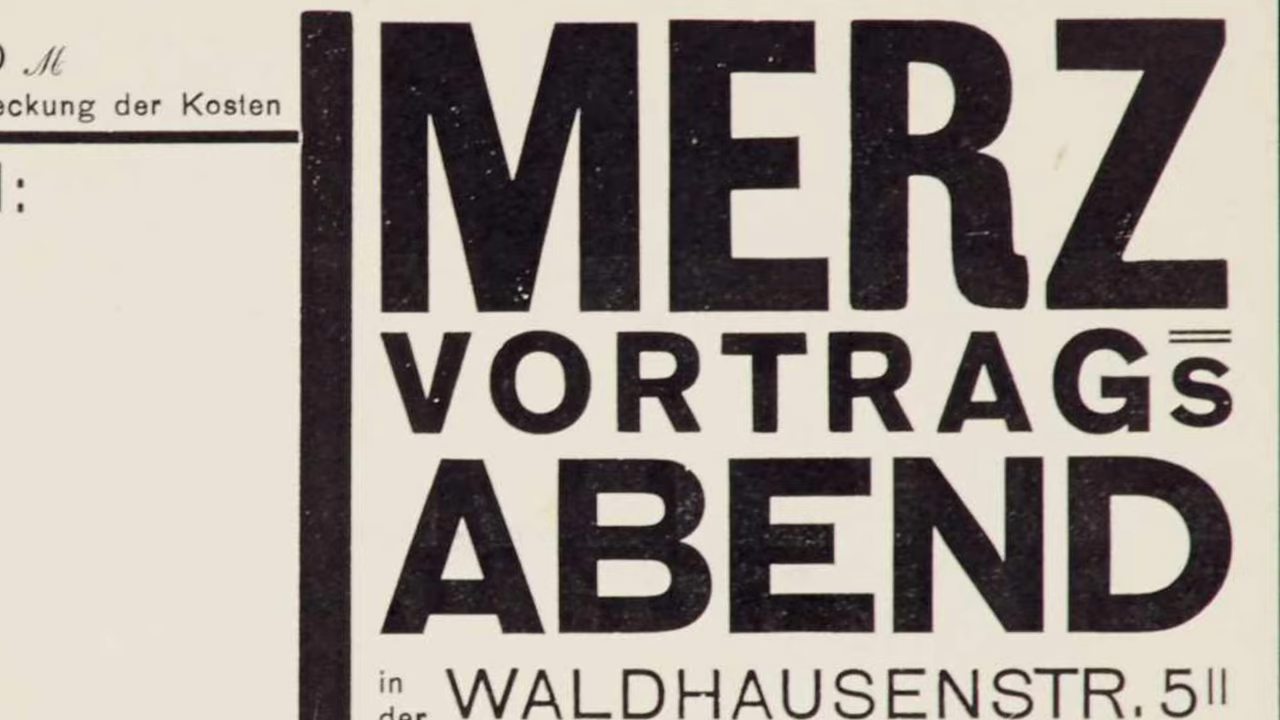 M
eckung der Kosten
:
MERZ
VORTRAGs
ABEND
in
der
WALDHAUSENSTR. 5II